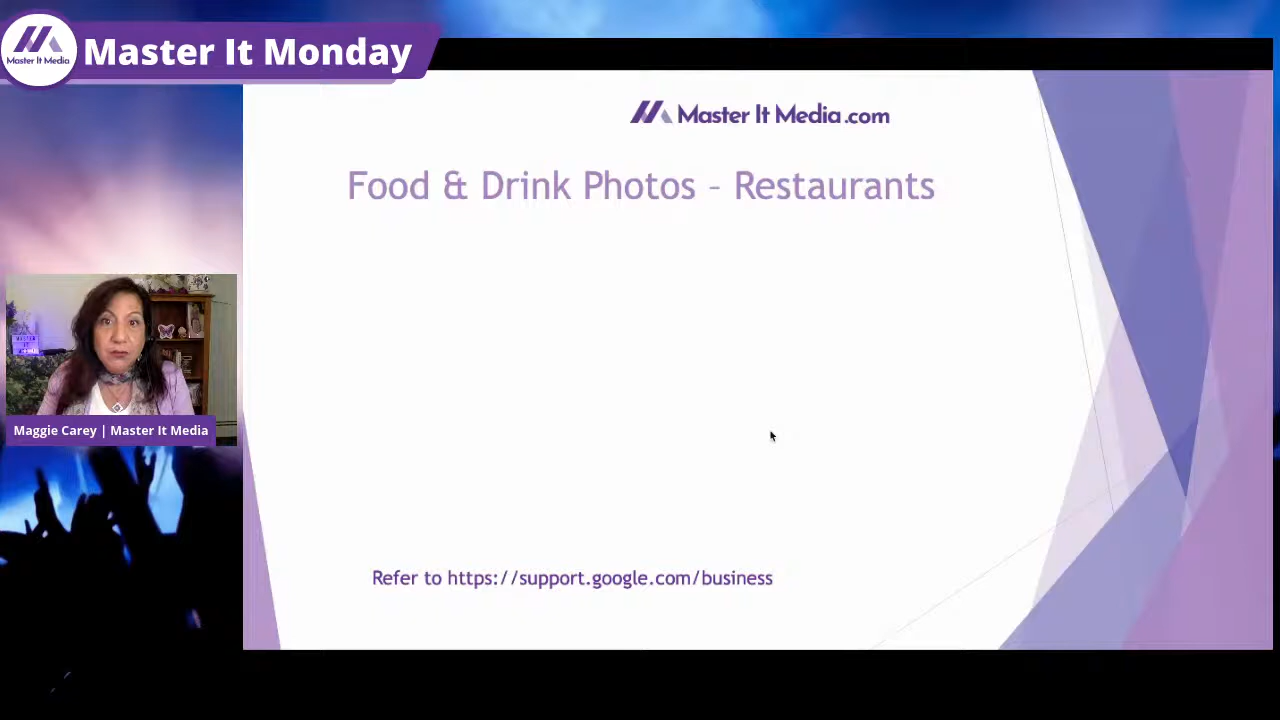 Master It Media
Master It Monday
Master It Media.com
Food & Drink Photos – Restaurants
Maggie Carey | Master It Media
Refer to https://support.google.com/business